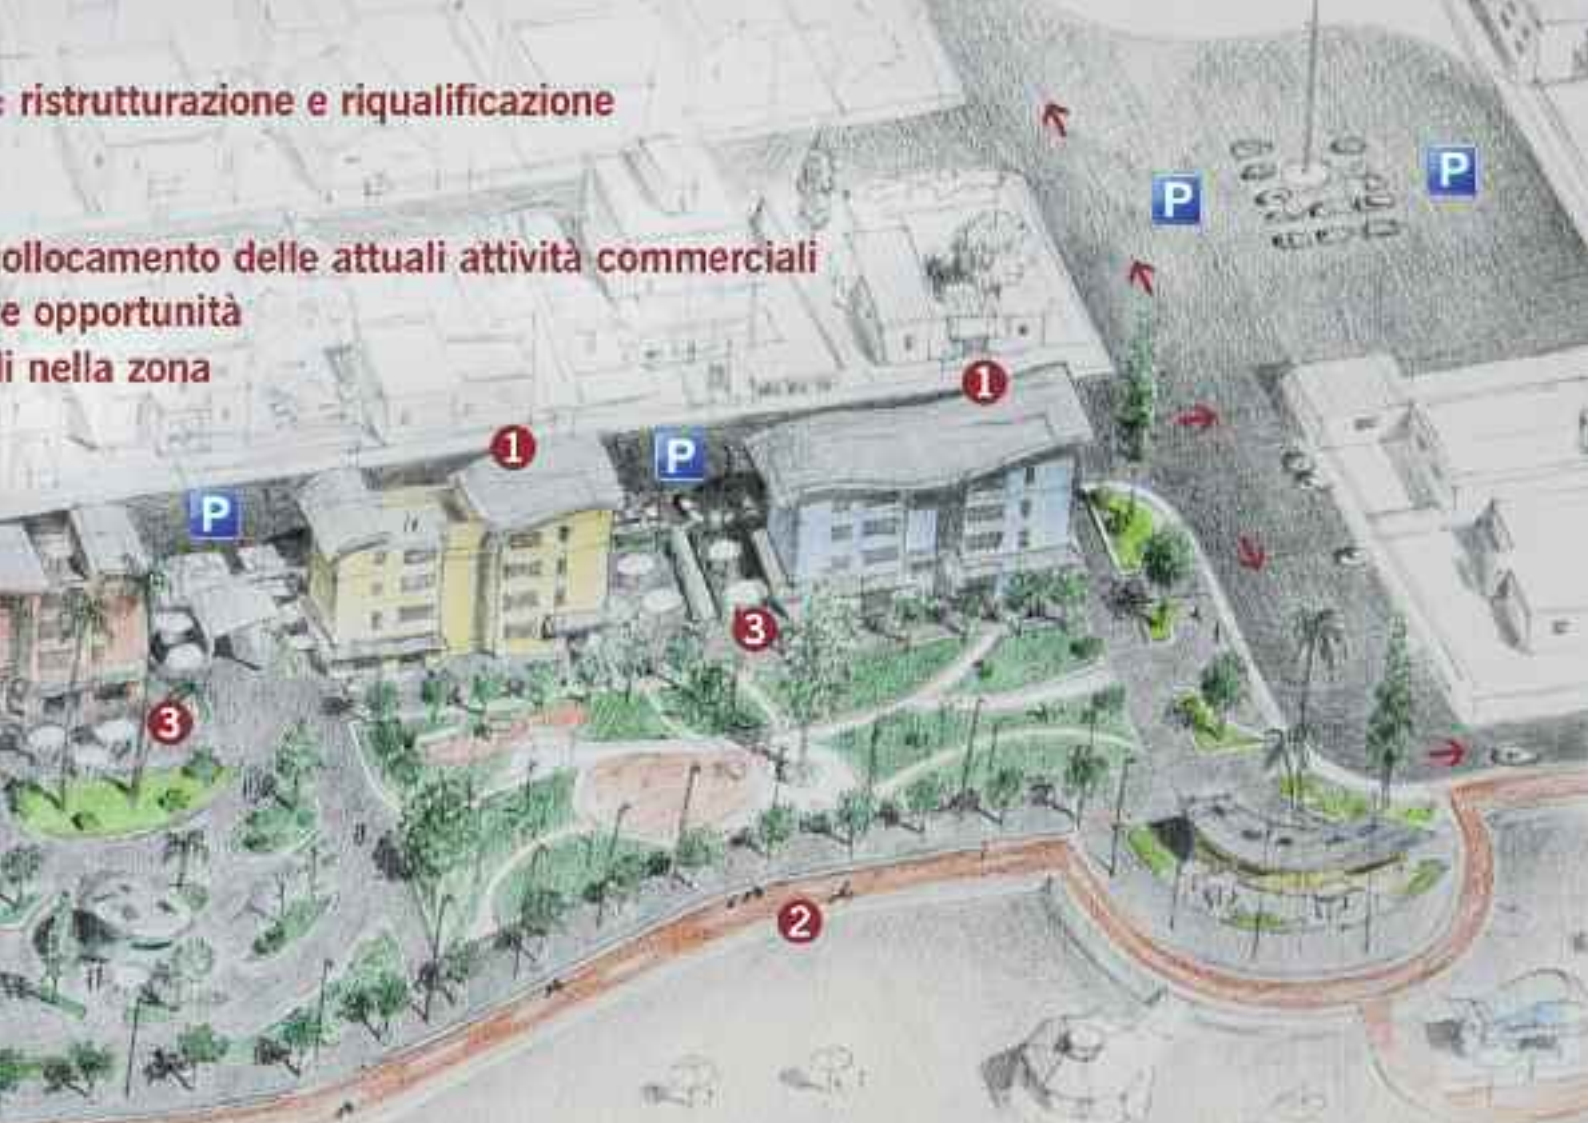 : ristrutturazione e riqualificazione
ollocamento delle attuali attività commerciali
e opportunità
li nella zona
P
P
1
1
P
P
3
3
2